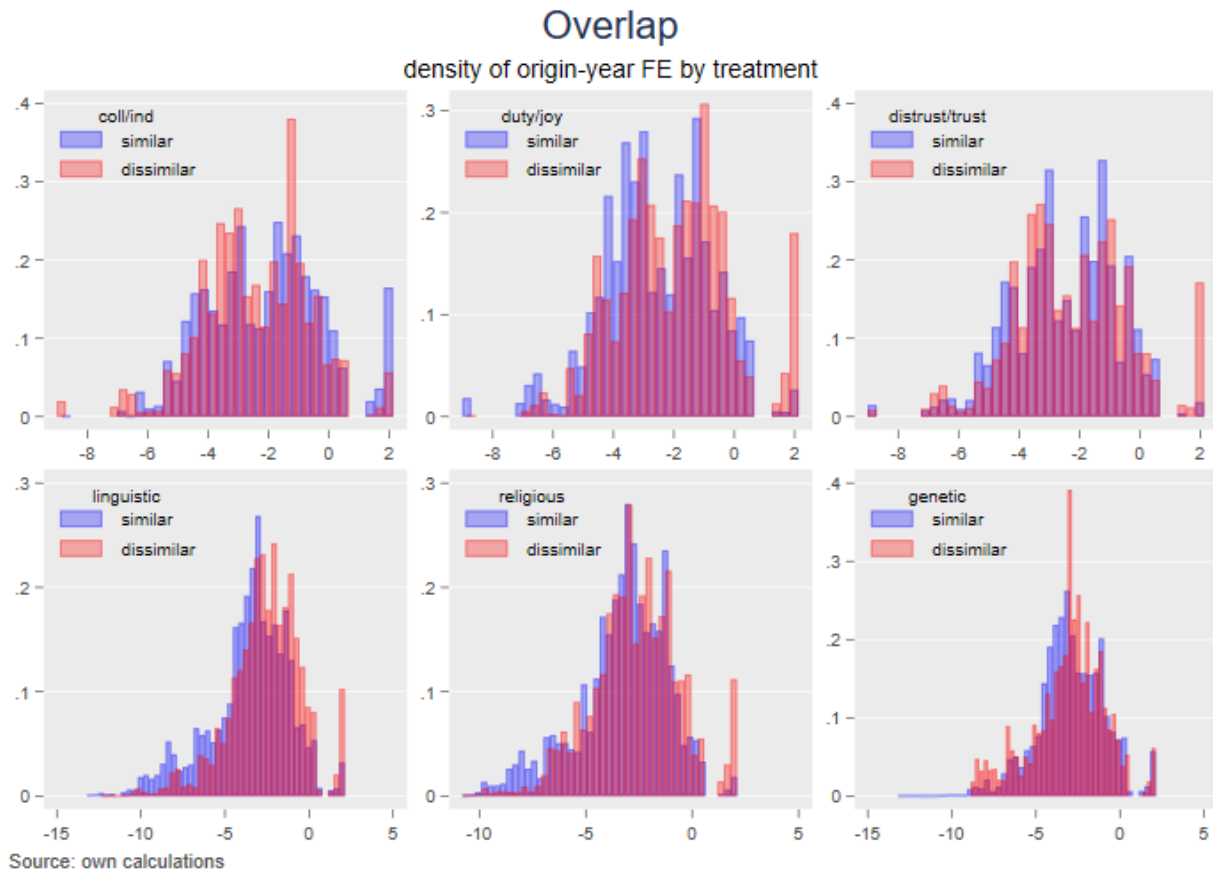 Overlap
density of origin-year FE by treatment
coll/ind
similar
dissimilar
.4
.3
.2
.1
0
-8 -6 -4 -2 0 2
duty/joy
similar
dissimilar
.3
.2
.1
0
-8 -6 -4 -2 0 2
distrust/trust
similar
dissimilar
.4
.3
.2
.1
0
-8 -6 -4 -2 0 2
linguistic
similar
dissimilar
.3
.2
.1
0
-15 -10 -5 0 5
religious
similar
dissimilar
.3
.2
.1
0
-10 -5 0 5
genetic
similar
dissimilar
.4
.3
.2
.1
0
-15 -10 -5 0 5
Source: own calculations